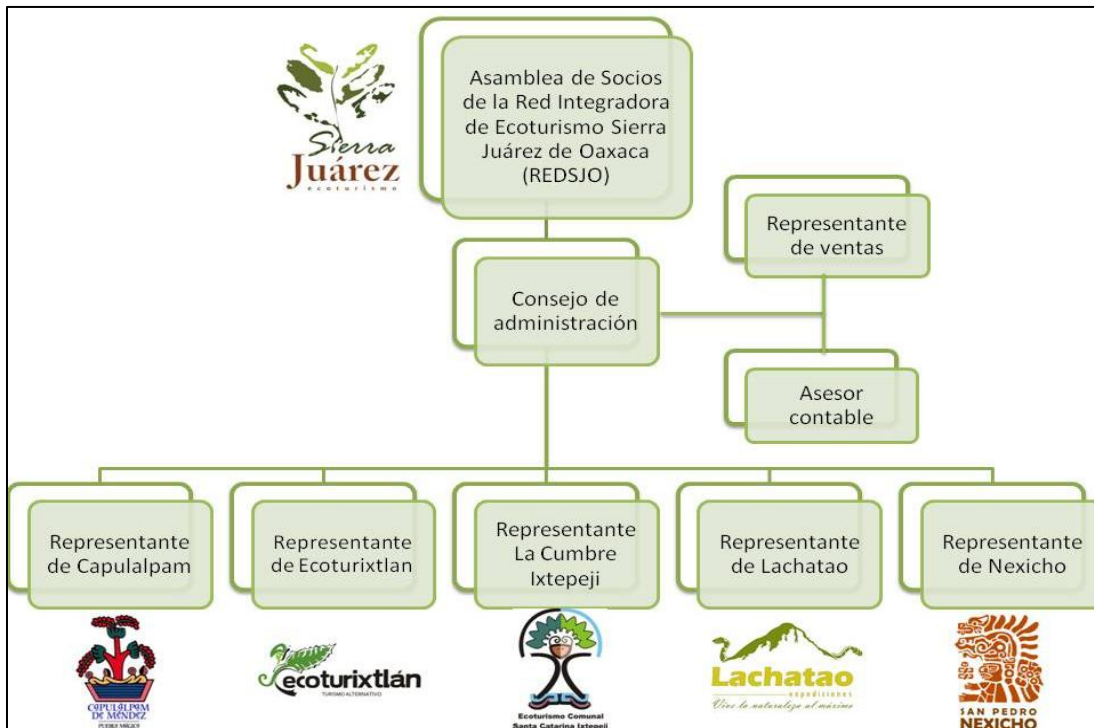 Asamblea de Socios
de la Red Integradora
de Ecoturismo Sierra
Juárez de Oaxaca
(REDSJO)
Sierra
Juárez
ecoturismo
Representante
de ventas
Consejo de
administración
Asesor
contable
Representante
de Capulalpam
Representante
de Ecoturixtlan
Representante
La Cumbre
Ixtepeji
Representante
de Lachatao
Representante
de Nexicho
CAPULÁLPAM
DE MÉNDEZ
PUEBLO MÁGICO
ecoturixtlán
TURISMO ALTERNATIVO
Ecoturismo Comunal
Santa Catarina Ixtepeji
Lachatao
expediciones
Vive la naturaleza al máximo
SAN PEDRO
NEXICHO